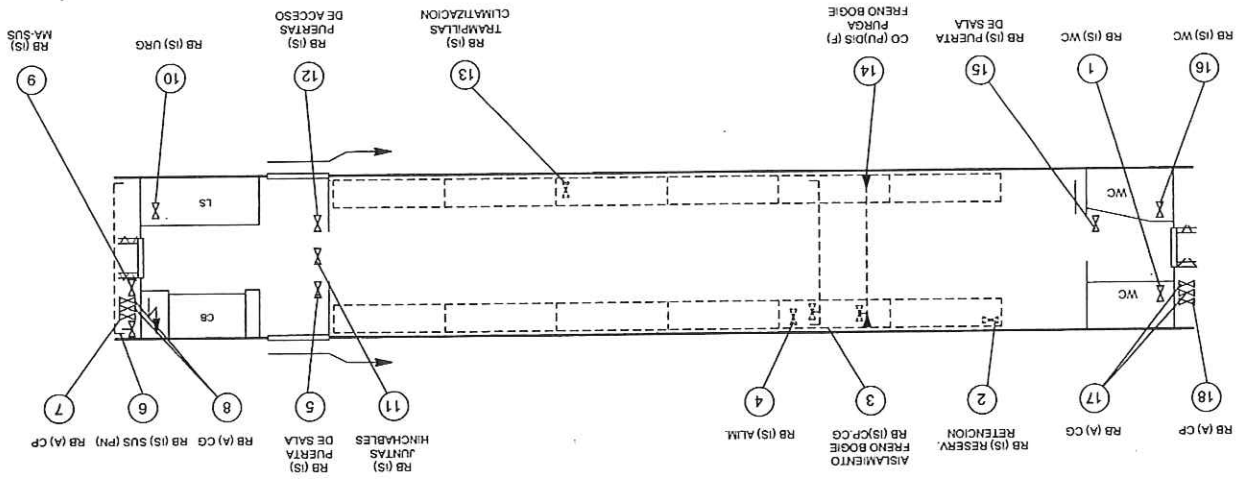 RB (A) CP
18
RB (A) CG
17
RB (IS) RESERV.
RETENCION
2
AISLAMIENTO
FRENO BOGIE
RB (IS)CP.CG
3
RB (IS) ALIM.
4
RB (IS)
JUNTAS
HINCHABLES
11
RB (IS)
PUERTA
DE SALA
5
RB (A) CG
8
RB (IS) SUS (PN)
6
RB (A) CP
7
WC
CB
WC
LS
16
RB (IS) WC
1
RB (IS) WC
15
RB (IS) PUERTA
DE SALA
14
CO (PU)DIS (F)
PURGA
FRENO BOGIE
13
RB (IS)
TRAMPILLAS
CLIMATIZACION
12
RB (IS)
PUERTAS
DE ACCESO
10
RB (IS) URG
9
RB (IS)
MA-SUS